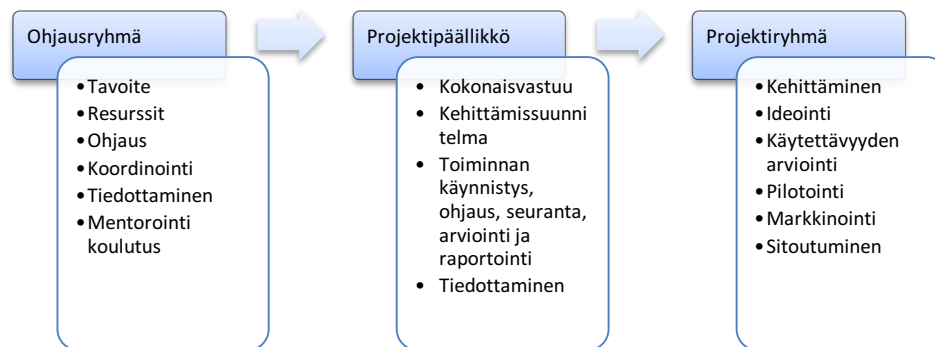 Ohjausryhmä
• Tavoite
• Resurssit
• Ohjaus
• Koordinointi
• Tiedottaminen
• Mentorointi
koulutus
Projektipäällikkö
• Kokonaisvastuu
• Kehittämissuunni
telma
• Toiminnan
käynnistys,
ohjaus, seuranta,
arviointi ja
raportointi
• Tiedottaminen
Projektiryhmä
• Kehittäminen
• Ideointi
• Käytettävyyden
arviointi
• Pilotointi
• Markkinointi
• Sitoutuminen